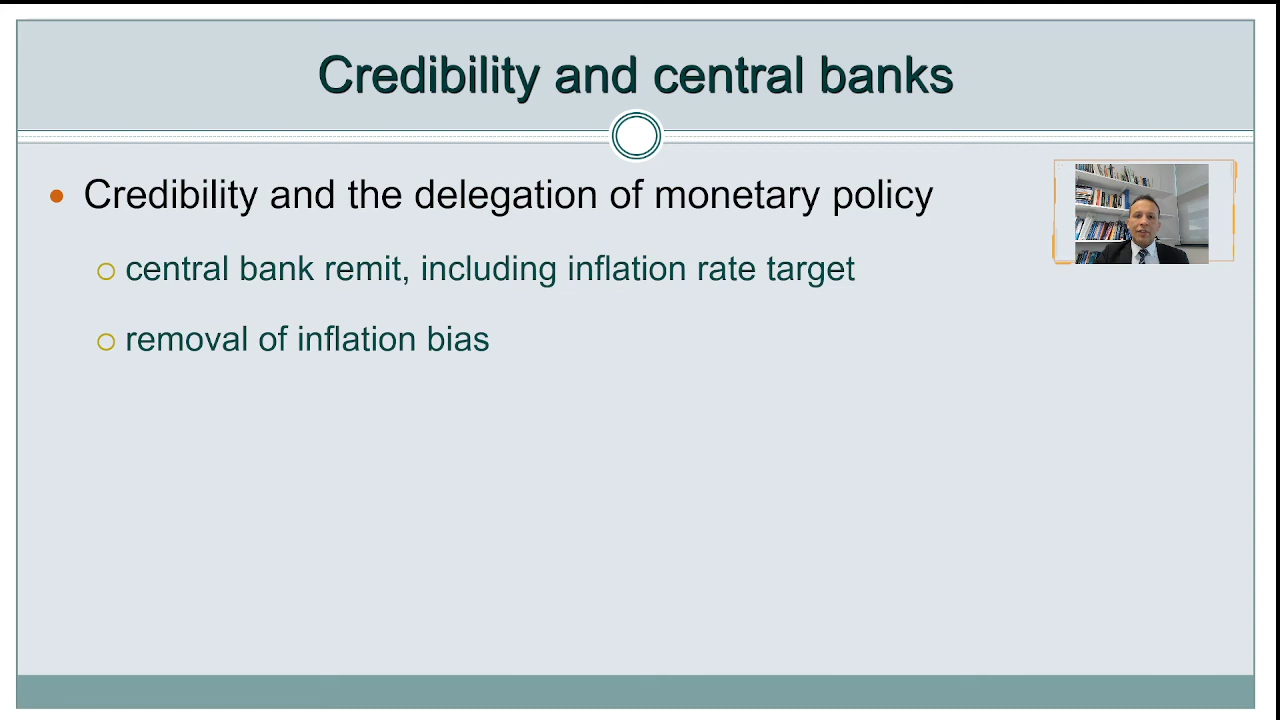 Credibility and central banks
Credibility and the delegation of monetary policy
central bank remit, including inflation rate target
removal of inflation bias